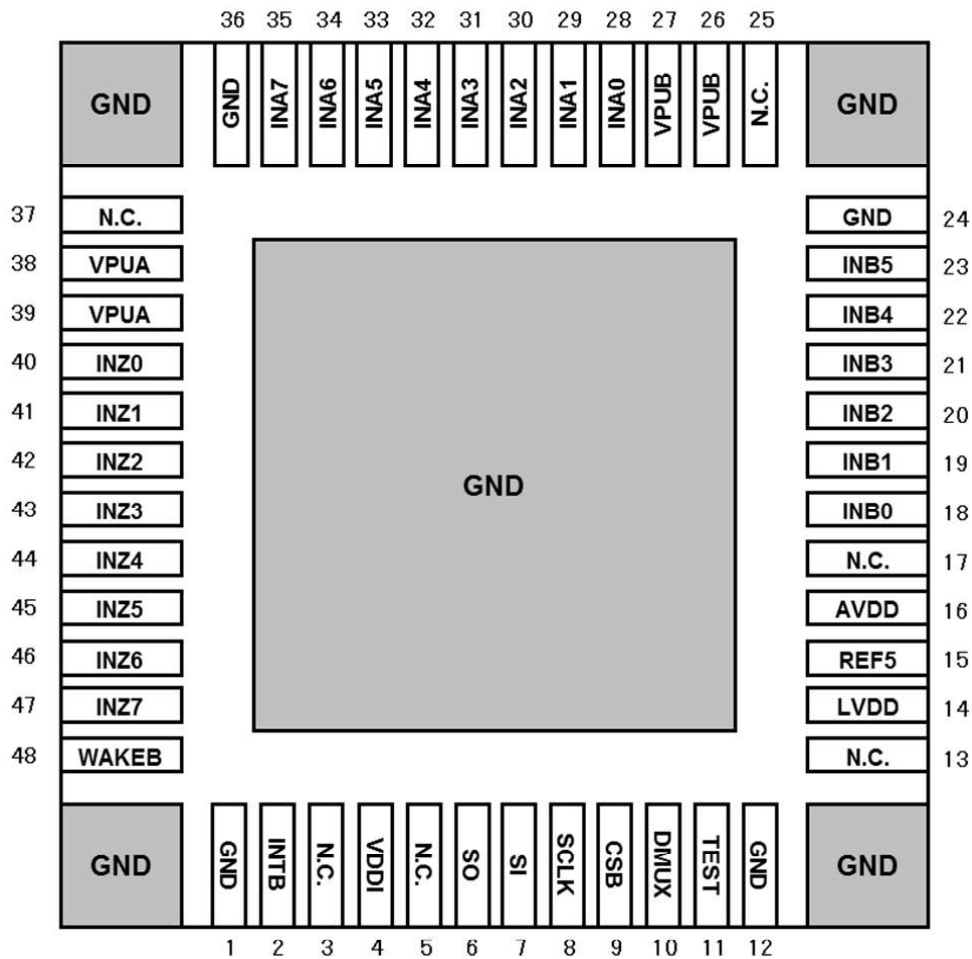 36 35 34 33 32 31 30 29 28 27 26 25
GND GND INA7 INA6 INA5 INA4 INA3 INA2 INA1 INA0 VPUB VPUB N.C. GND
37 N.C. GND 24
38 VPUA INB5 23
39 VPUA INB4 22
40 INZ0 INB3 21
41 INZ1 INB2 20
42 INZ2 INB1 19
GND
43 INZ3 INB0 18
44 INZ4 N.C. 17
45 INZ5 AVDD 16
46 INZ6 REF5 15
47 INZ7 LVDD 14
48 WAKEB N.C. 13
GND GND INTB N.C. VDDI N.C. SO SI SCLK CSB DMUX TEST GND GND
1 2 3 4 5 6 7 8 9 10 11 12